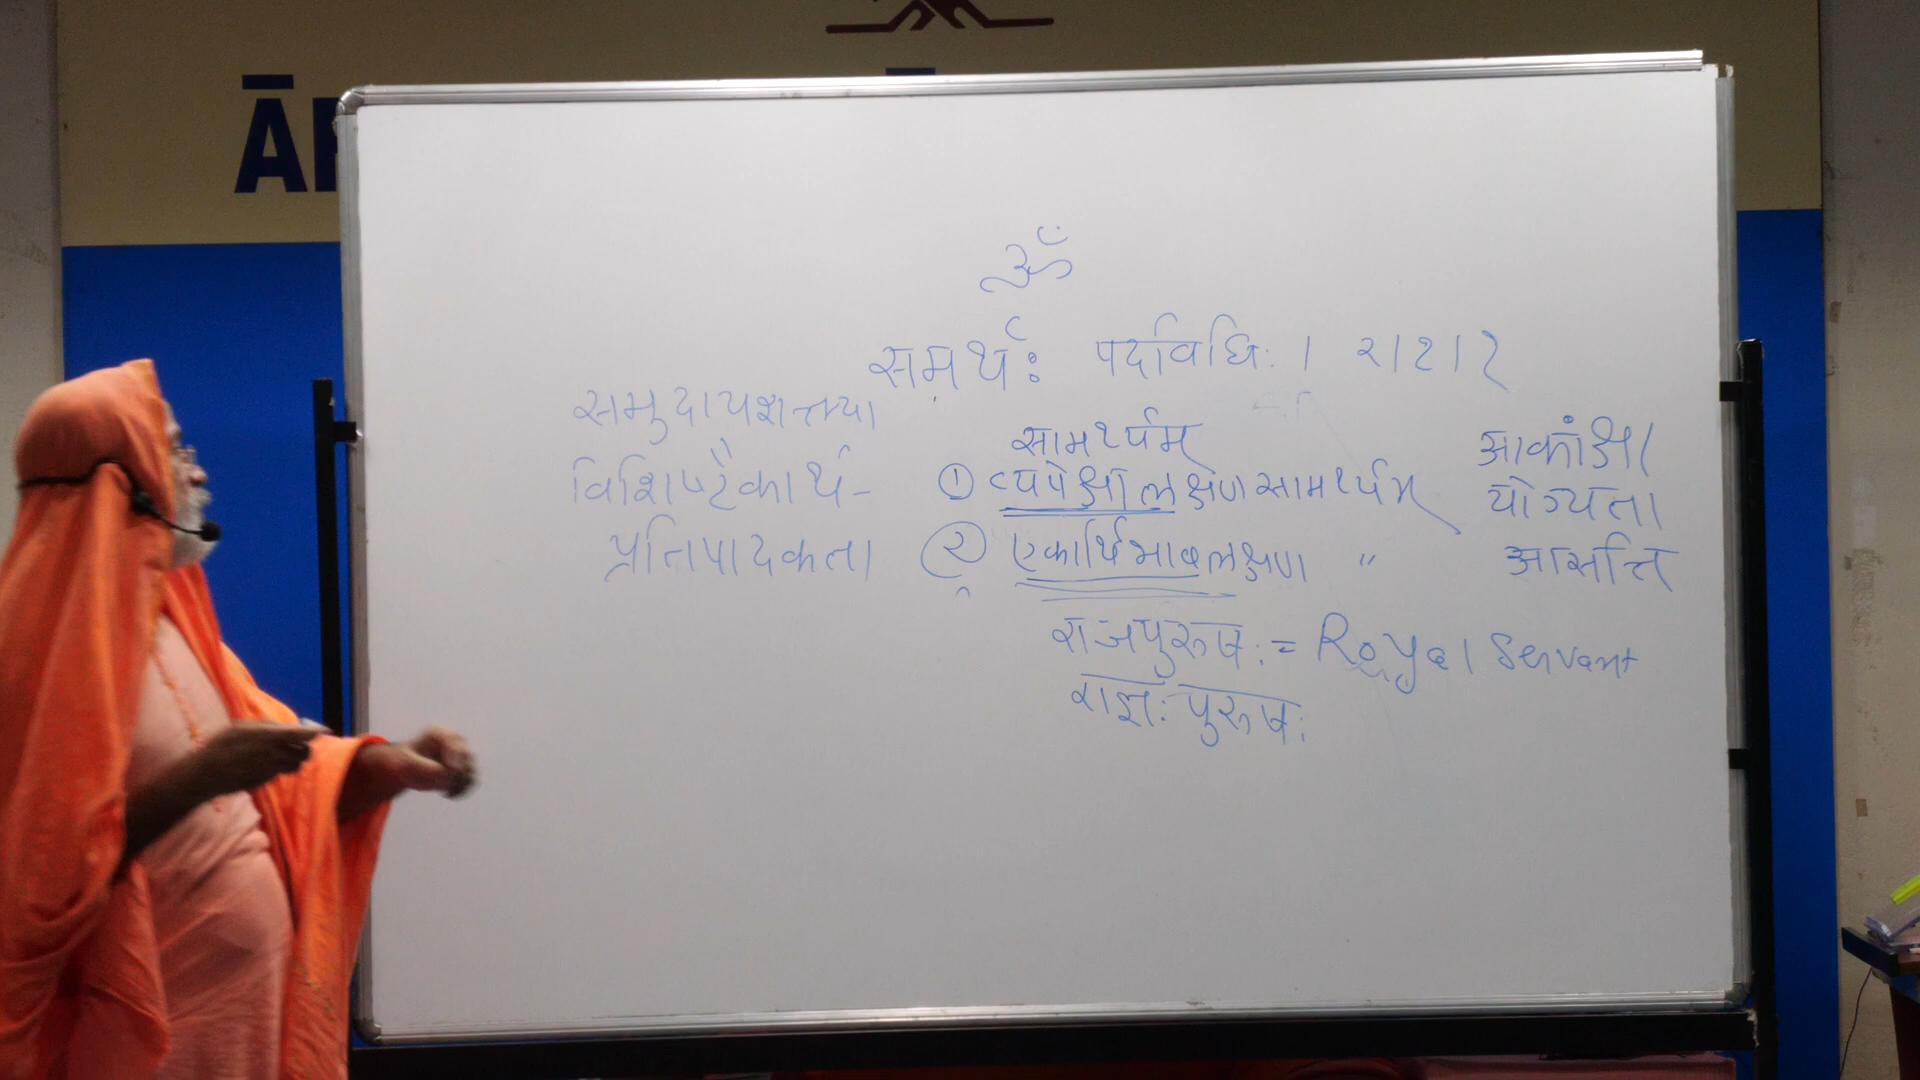 ॐ
समर्थः पदविधिः । २।१।१
समुदायशक्त्या
विशिष्टैकार्थ-
प्रतिपादकता
सामर्थ्यम्
① व्यपेक्षालक्षणसामर्थ्यम्
② एकार्थिभावलक्षण "
आकांक्षा
योग्यता
आसत्ति
राजपुरुषः = Royal Servant
राज्ञः पुरुषः